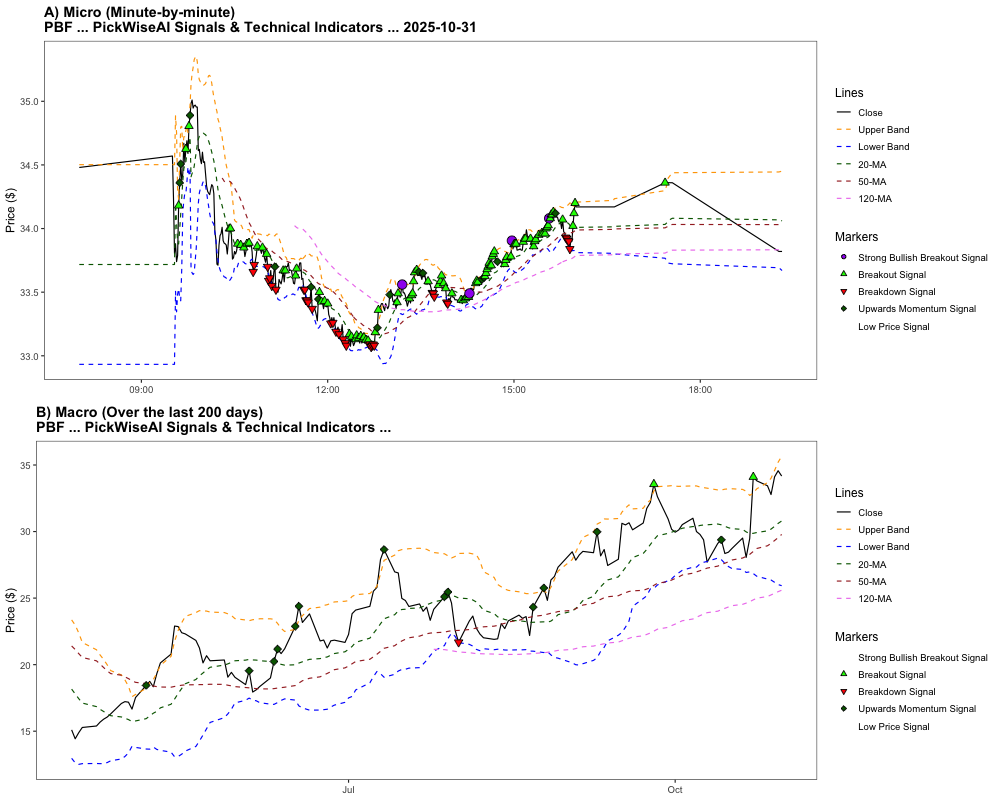 A) Micro (Minute-by-minute)
PBF ... PickWiseAI Signals & Technical Indicators ... 2025-10-31
Price ($)
35.0
34.5
34.0
33.5
33.0
09:00 12:00 15:00 18:00
Lines
Close
Upper Band
Lower Band
20-MA
50-MA
120-MA
Markers
Strong Bullish Breakout Signal
Breakout Signal
Breakdown Signal
Upwards Momentum Signal
Low Price Signal
B) Macro (Over the last 200 days)
PBF ... PickWiseAI Signals & Technical Indicators ...
Price ($)
35
30
25
20
15
Jul Oct
Lines
Close
Upper Band
Lower Band
20-MA
50-MA
120-MA
Markers
Strong Bullish Breakout Signal
Breakout Signal
Breakdown Signal
Upwards Momentum Signal
Low Price Signal